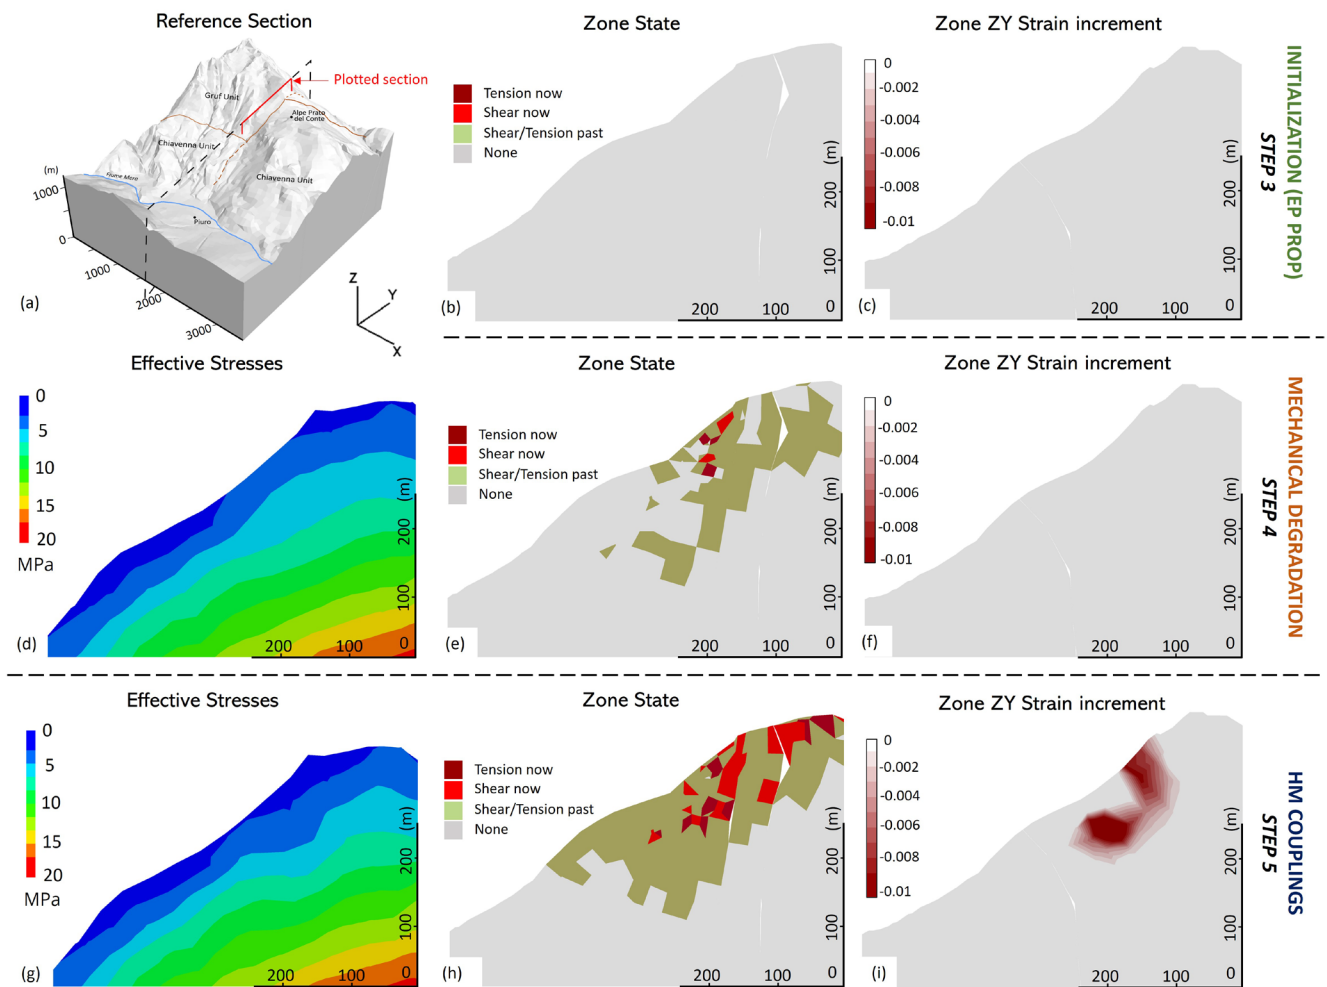 Reference Section
Plotted section
Gruf Unit
Alpe Prato
del Conte
Chiavenna Unit
Chiavenna Unit
Fiume Mera
Piuro
(m)
1000
0
1000
2000
3000
Z
Y
X
(a)
Zone State
Tension now
Shear now
Shear/Tension past
None
(m)
200
100
200
100
0
(b)
Zone ZY Strain increment
0
-0.002
-0.004
-0.006
-0.008
-0.01
(m)
200
100
200
100
0
(c)
INITIALIZATION (EP PROP)
STEP 3
Effective Stresses
0
5
10
15
20
MPa
(m)
200
100
200
100
0
(d)
Zone State
Tension now
Shear now
Shear/Tension past
None
(m)
200
100
200
100
0
(e)
Zone ZY Strain increment
0
-0.002
-0.004
-0.006
-0.008
-0.01
(m)
200
100
200
100
0
(f)
MECHANICAL DEGRADATION
STEP 4
Effective Stresses
0
5
10
15
20
MPa
(m)
200
100
200
100
0
(g)
Zone State
Tension now
Shear now
Shear/Tension past
None
(m)
200
100
200
100
0
(h)
Zone ZY Strain increment
0
-0.002
-0.004
-0.006
-0.008
-0.01
(m)
200
100
200
100
0
(i)
HM COUPLINGS
STEP 5